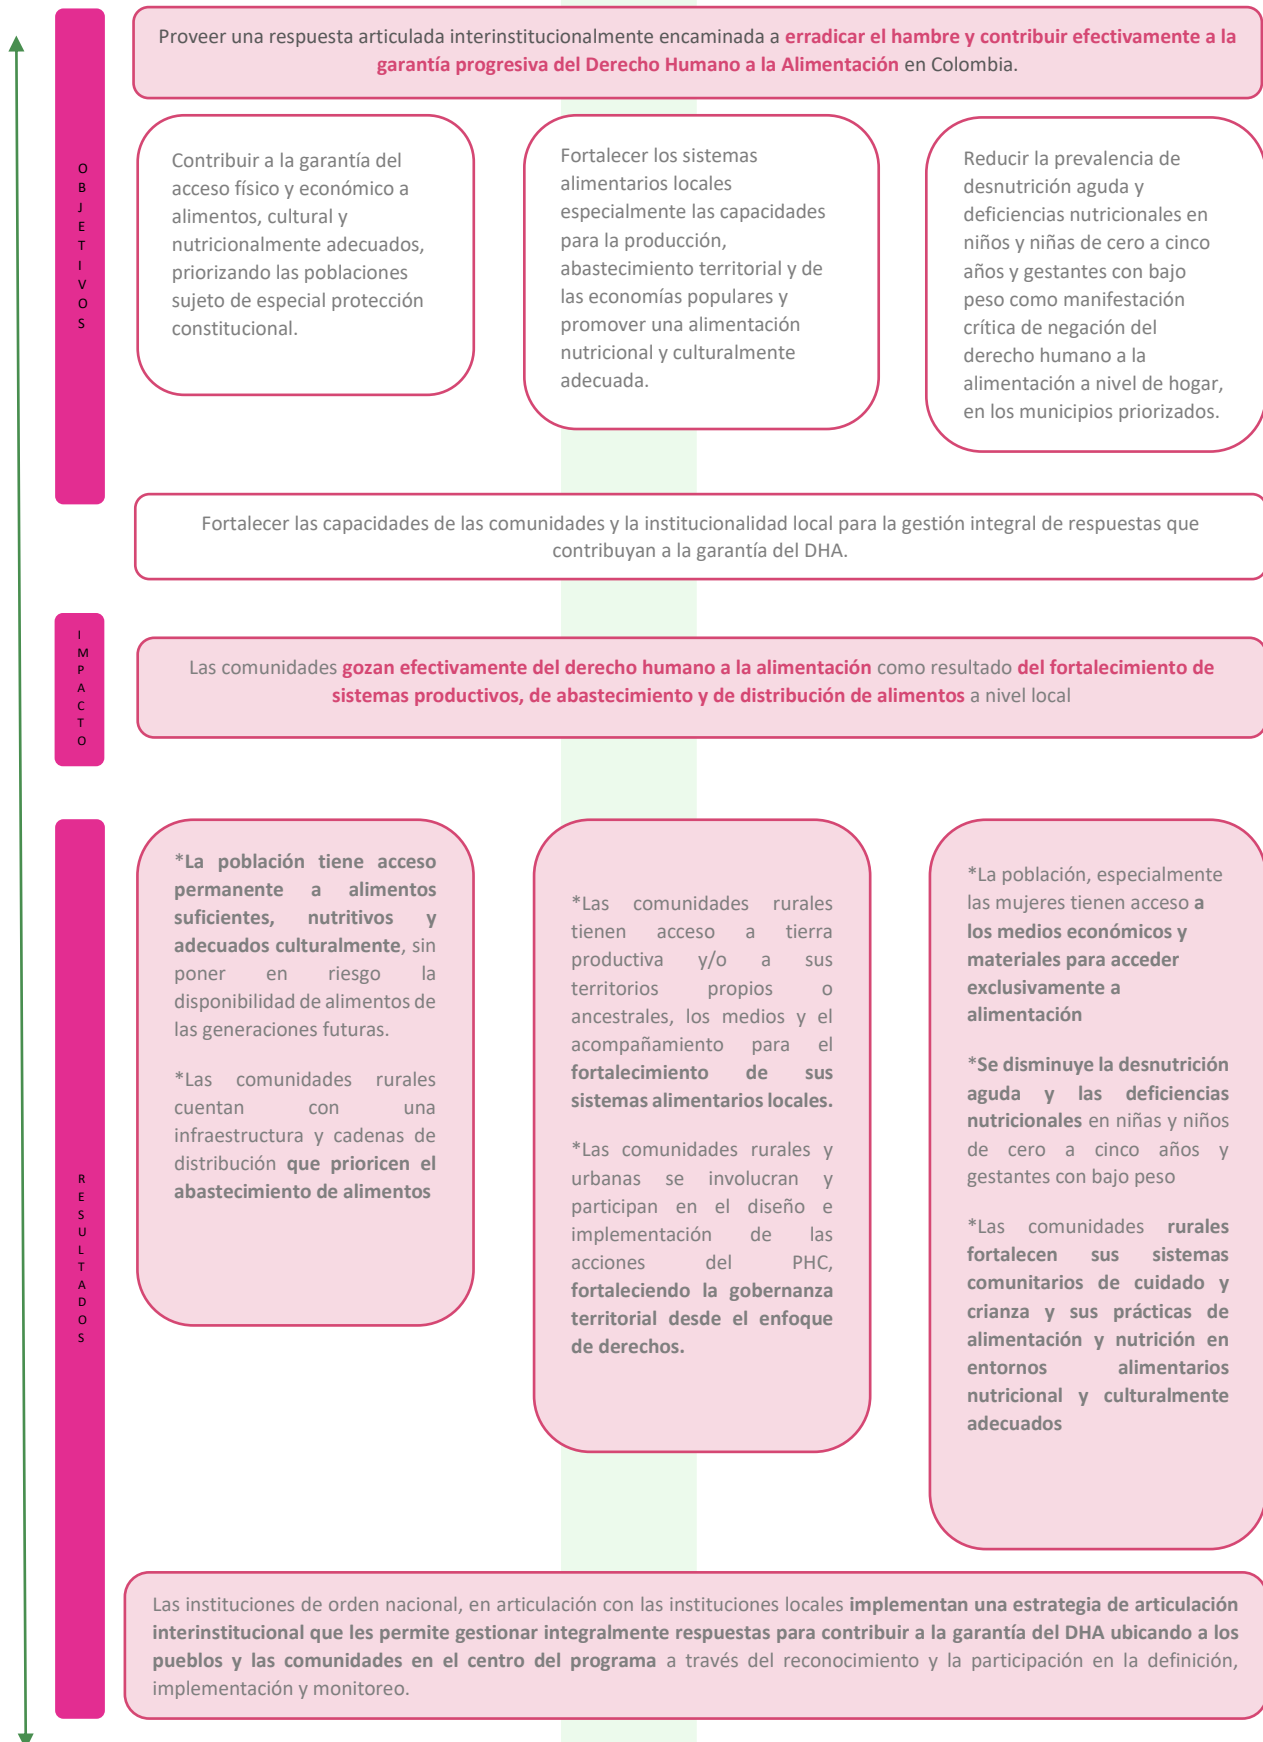 OBJETIVOS
Proveer una respuesta articulada interinstitucionalmente encaminada a erradicar el hambre y contribuir efectivamente a la
garantía progresiva del Derecho Humano a la Alimentación en Colombia.
Contribuir a la garantía del
acceso físico y económico a
alimentos, cultural y
nutricionalmente adecuados,
priorizando las poblaciones
sujeto de especial protección
constitucional.
Fortalecer los sistemas
alimentarios locales
especialmente las capacidades
para la producción,
abastecimiento territorial y de
las economías populares y
promover una alimentación
nutricional y culturalmente
adecuada.
Reducir la prevalencia de
desnutrición aguda y
deficiencias nutricionales en
niños y niñas de cero a cinco
años y gestantes con bajo
peso como manifestación
crítica de negación del
derecho humano a la
alimentación a nivel de hogar,
en los municipios priorizados.
Fortalecer las capacidades de las comunidades y la institucionalidad local para la gestión integral de respuestas que
contribuyan a la garantía del DHA.
IMPACTO
Las comunidades gozan efectivamente del derecho humano a la alimentación como resultado del fortalecimiento de
sistemas productivos, de abastecimiento y de distribución de alimentos a nivel local
RESULTADOS
*La población tiene acceso
permanente a alimentos
suficientes, nutritivos y
adecuados culturalmente, sin
poner en riesgo la
disponibilidad de alimentos de
las generaciones futuras.
*Las comunidades rurales
cuentan con una
infraestructura y cadenas de
distribución que prioricen el
abastecimiento de alimentos
*Las comunidades rurales
tienen acceso a tierra
productiva y/o a sus
territorios propios o
ancestrales, los medios y el
acompañamiento para el
fortalecimiento de sus
sistemas alimentarios locales.
*Las comunidades rurales y
urbanas se involucran y
participan en el diseño e
implementación de las
acciones del PHC,
fortaleciendo la gobernanza
territorial desde el enfoque
de derechos.
*La población, especialmente
las mujeres tienen acceso a
los medios económicos y
materiales para acceder
exclusivamente a
alimentación
*Se disminuye la desnutrición
aguda y las deficiencias
nutricionales en niñas y niños
de cero a cinco años y
gestantes con bajo peso
*Las comunidades rurales
fortalecen sus sistemas
comunitarios de cuidado y
crianza y sus prácticas de
alimentación y nutrición en
entornos alimentarios
nutricional y culturalmente
adecuados
Las instituciones de orden nacional, en articulación con las instituciones locales implementan una estrategia de articulación
interinstitucional que les permite gestionar integralmente respuestas para contribuir a la garantía del DHA ubicando a los
pueblos y las comunidades en el centro del programa a través del reconocimiento y la participación en la definición,
implementación y monitoreo.